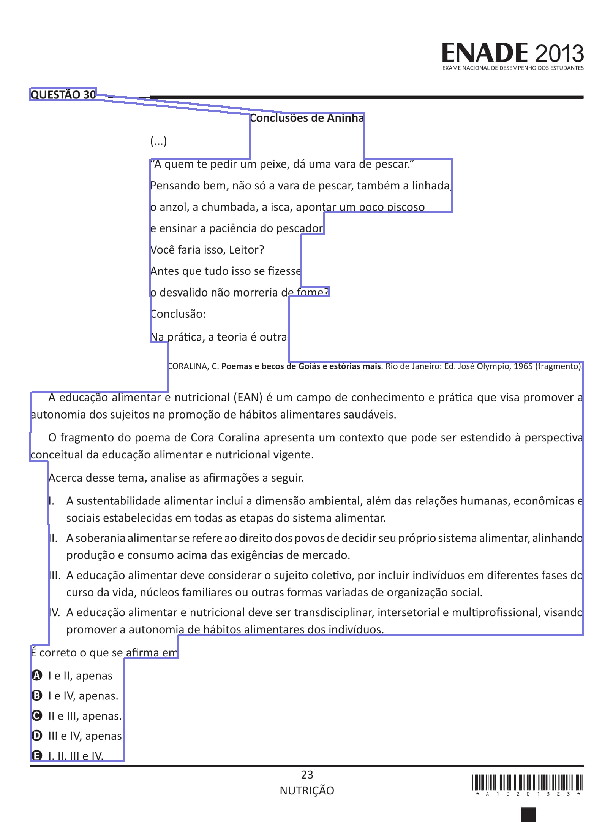 ENADE 2013
EXAME NACIONAL DE DESEMPENHO DOS ESTUDANTES
QUESTÃO 30
Conclusões de Aninha
(...)
“A quem te pedir um peixe, dá uma vara de pescar.”
Pensando bem, não só a vara de pescar, também a linhada,
o anzol, a chumbada, a isca, apontar um poço piscoso
e ensinar a paciência do pescador.
Você faria isso, Leitor?
Antes que tudo isso se fizesse
o desvalido não morreria de fome?
Conclusão:
Na prática, a teoria é outra.
CORALINA, C. Poemas e becos de Goiás e estórias mais. Rio de Janeiro: Ed. José Olympio, 1965 (fragmento).
A educação alimentar e nutricional (EAN) é um campo de conhecimento e prática que visa promover a
autonomia dos sujeitos na promoção de hábitos alimentares saudáveis.
O fragmento do poema de Cora Coralina apresenta um contexto que pode ser estendido à perspectiva
conceitual da educação alimentar e nutricional vigente.
Acerca desse tema, analise as afirmações a seguir.
I. A sustentabilidade alimentar inclui a dimensão ambiental, além das relações humanas, econômicas e
sociais estabelecidas em todas as etapas do sistema alimentar.
II. A soberania alimentar se refere ao direito dos povos de decidir seu próprio sistema alimentar, alinhando
produção e consumo acima das exigências de mercado.
III. A educação alimentar deve considerar o sujeito coletivo, por incluir indivíduos em diferentes fases do
curso da vida, núcleos familiares ou outras formas variadas de organização social.
IV. A educação alimentar e nutricional deve ser transdisciplinar, intersetorial e multiprofissional, visando
promover a autonomia de hábitos alimentares dos indivíduos.
É correto o que se afirma em
A I e II, apenas
B I e IV, apenas.
C II e III, apenas.
D III e IV, apenas
E I, II, III e IV.
23
NUTRIÇÃO
*A102013234*